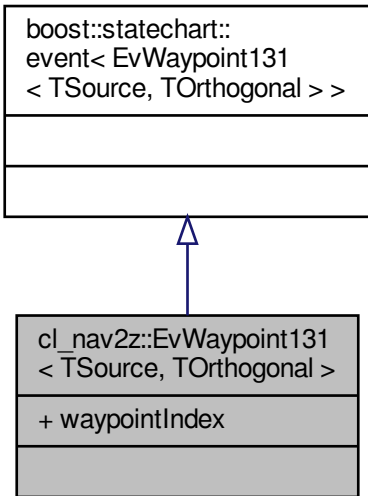 boost::statechart::
event< EvWaypoint131
< TSource, TOrthogonal > >
cl_nav2z::EvWaypoint131
< TSource, TOrthogonal >
+ waypointIndex